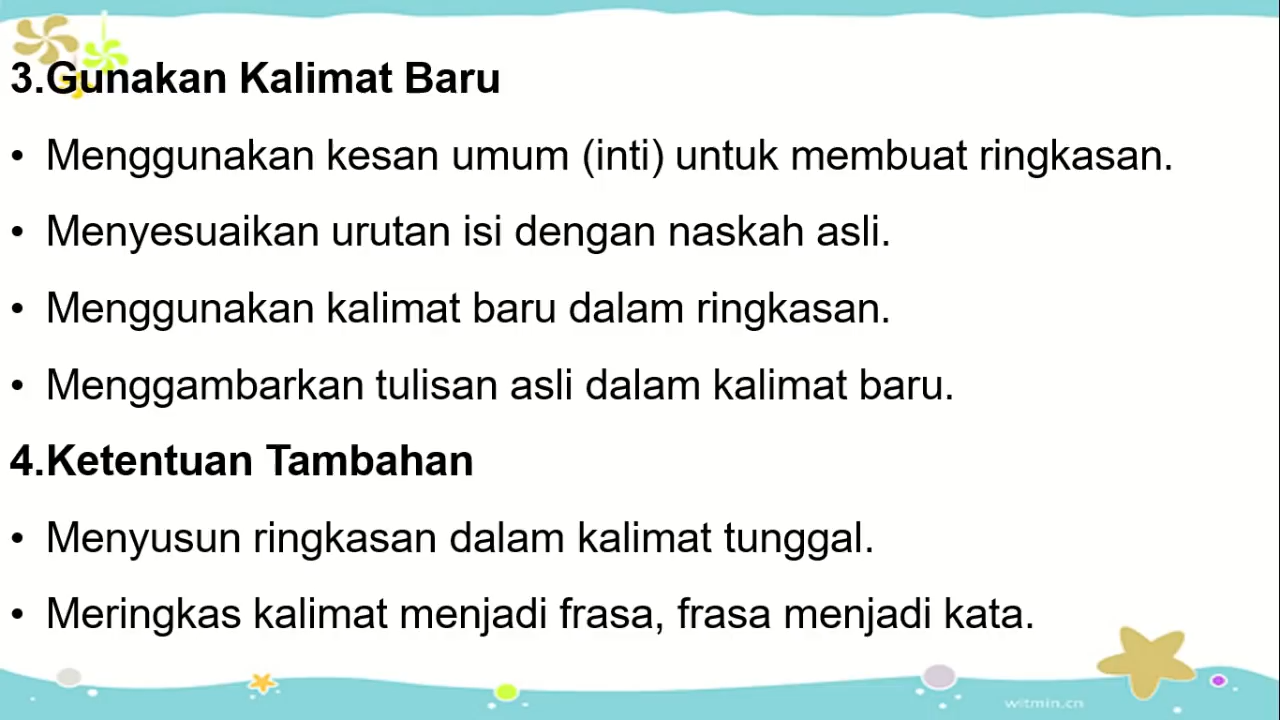 3.Gunakan Kalimat Baru
• Menggunakan kesan umum (inti) untuk membuat ringkasan.
• Menyesuaikan urutan isi dengan naskah asli.
• Menggunakan kalimat baru dalam ringkasan.
• Menggambarkan tulisan asli dalam kalimat baru.
4.Ketentuan Tambahan
• Menyusun ringkasan dalam kalimat tunggal.
• Meringkas kalimat menjadi frasa, frasa menjadi kata.
witmin.cn